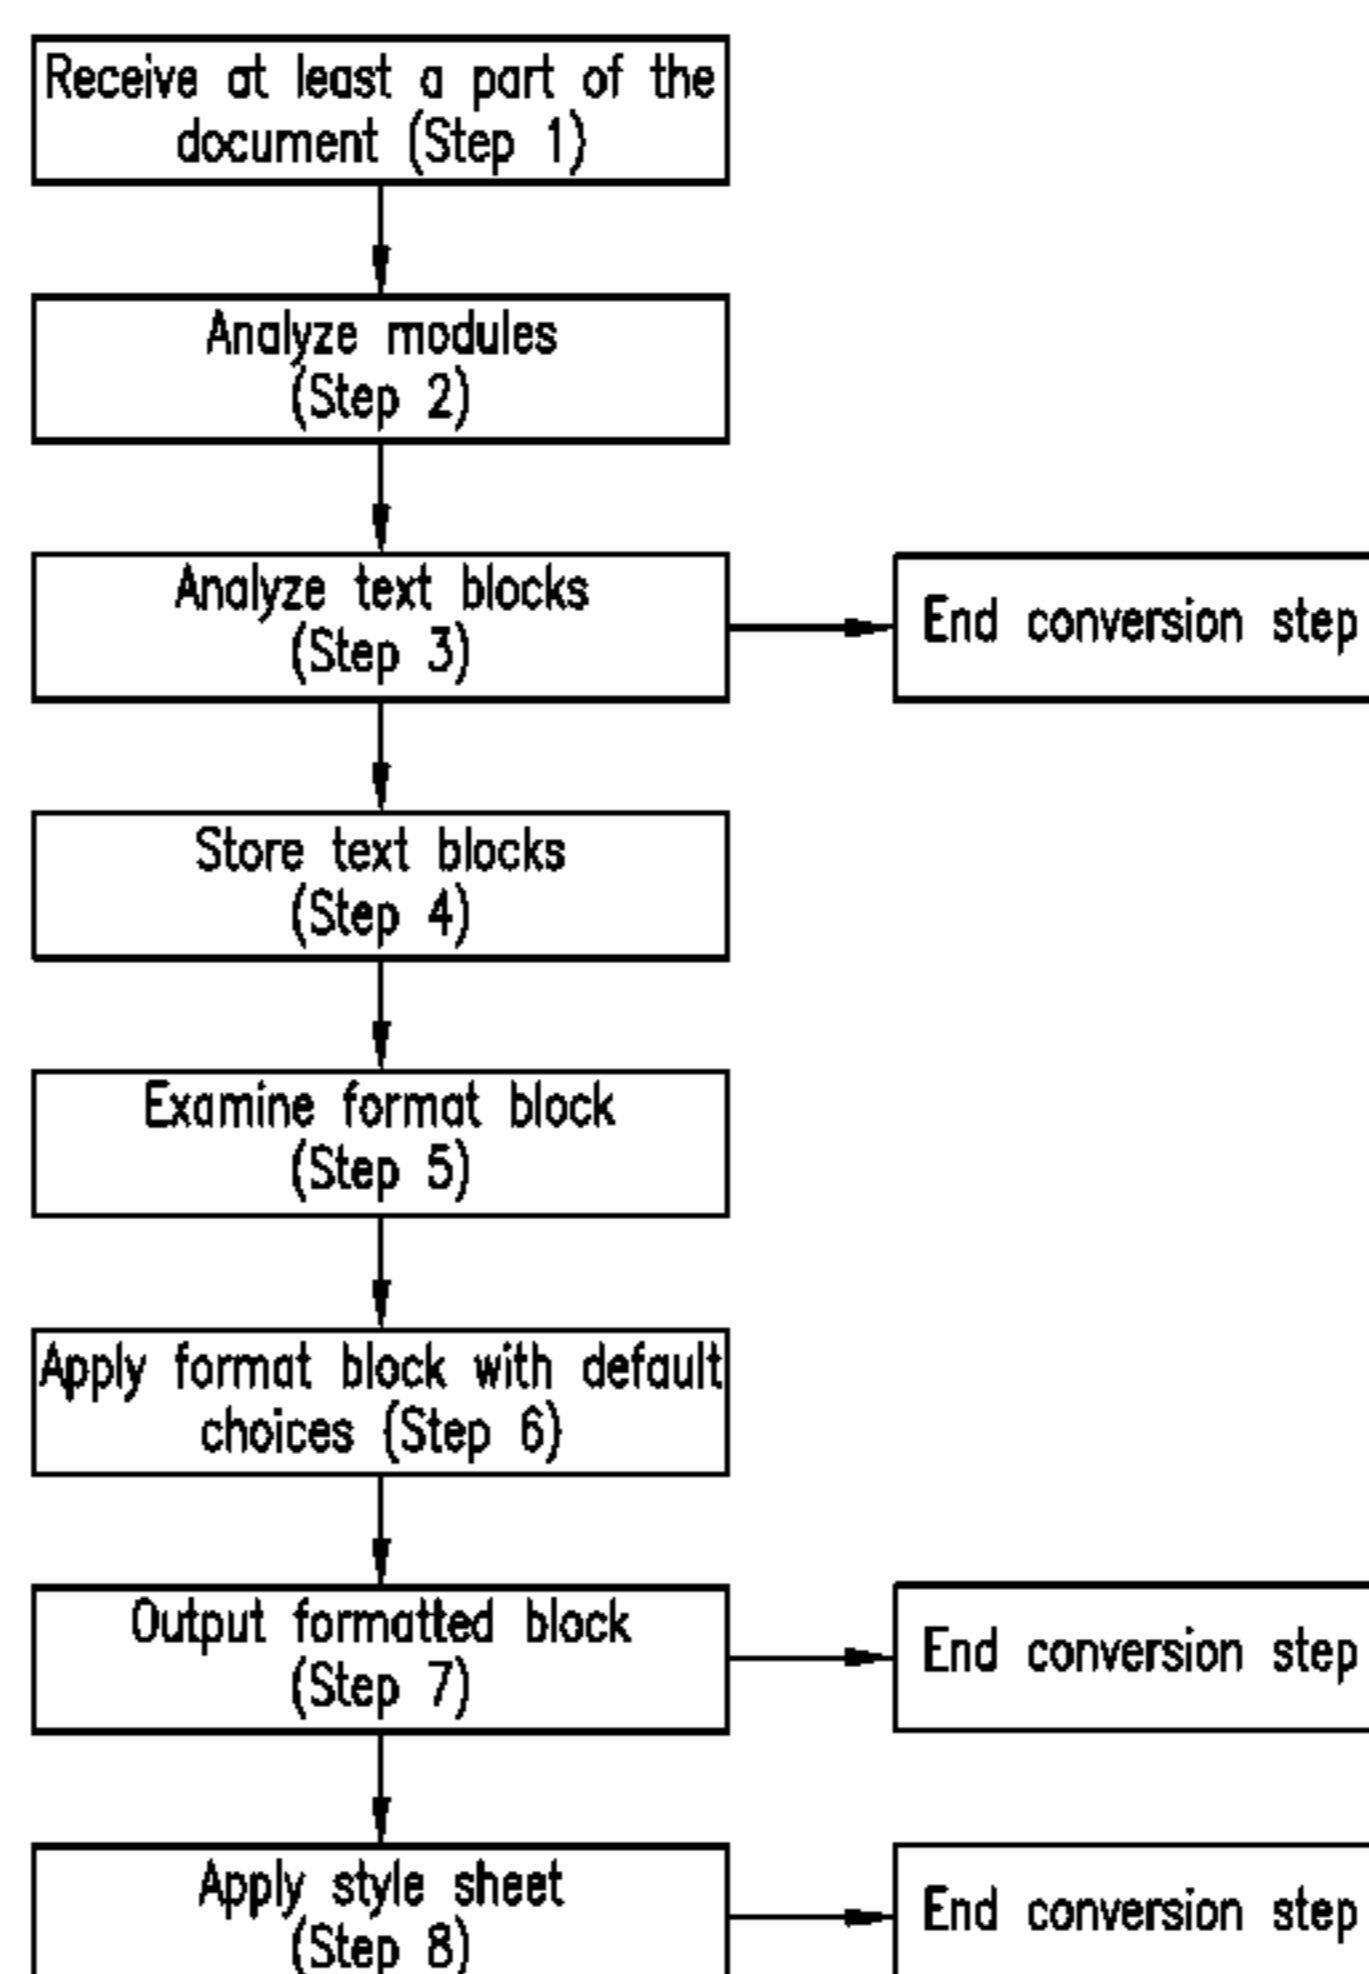 Receive at least a part of the
document (Step 1)
Analyze modules
(Step 2)
Analyze text blocks
(Step 3)
End conversion step
Store text blocks
(Step 4)
Examine format block
(Step 5)
Apply format block with default
choices (Step 6)
Output formatted block
(Step 7)
End conversion step
Apply style sheet
(Step 8)
End conversion step